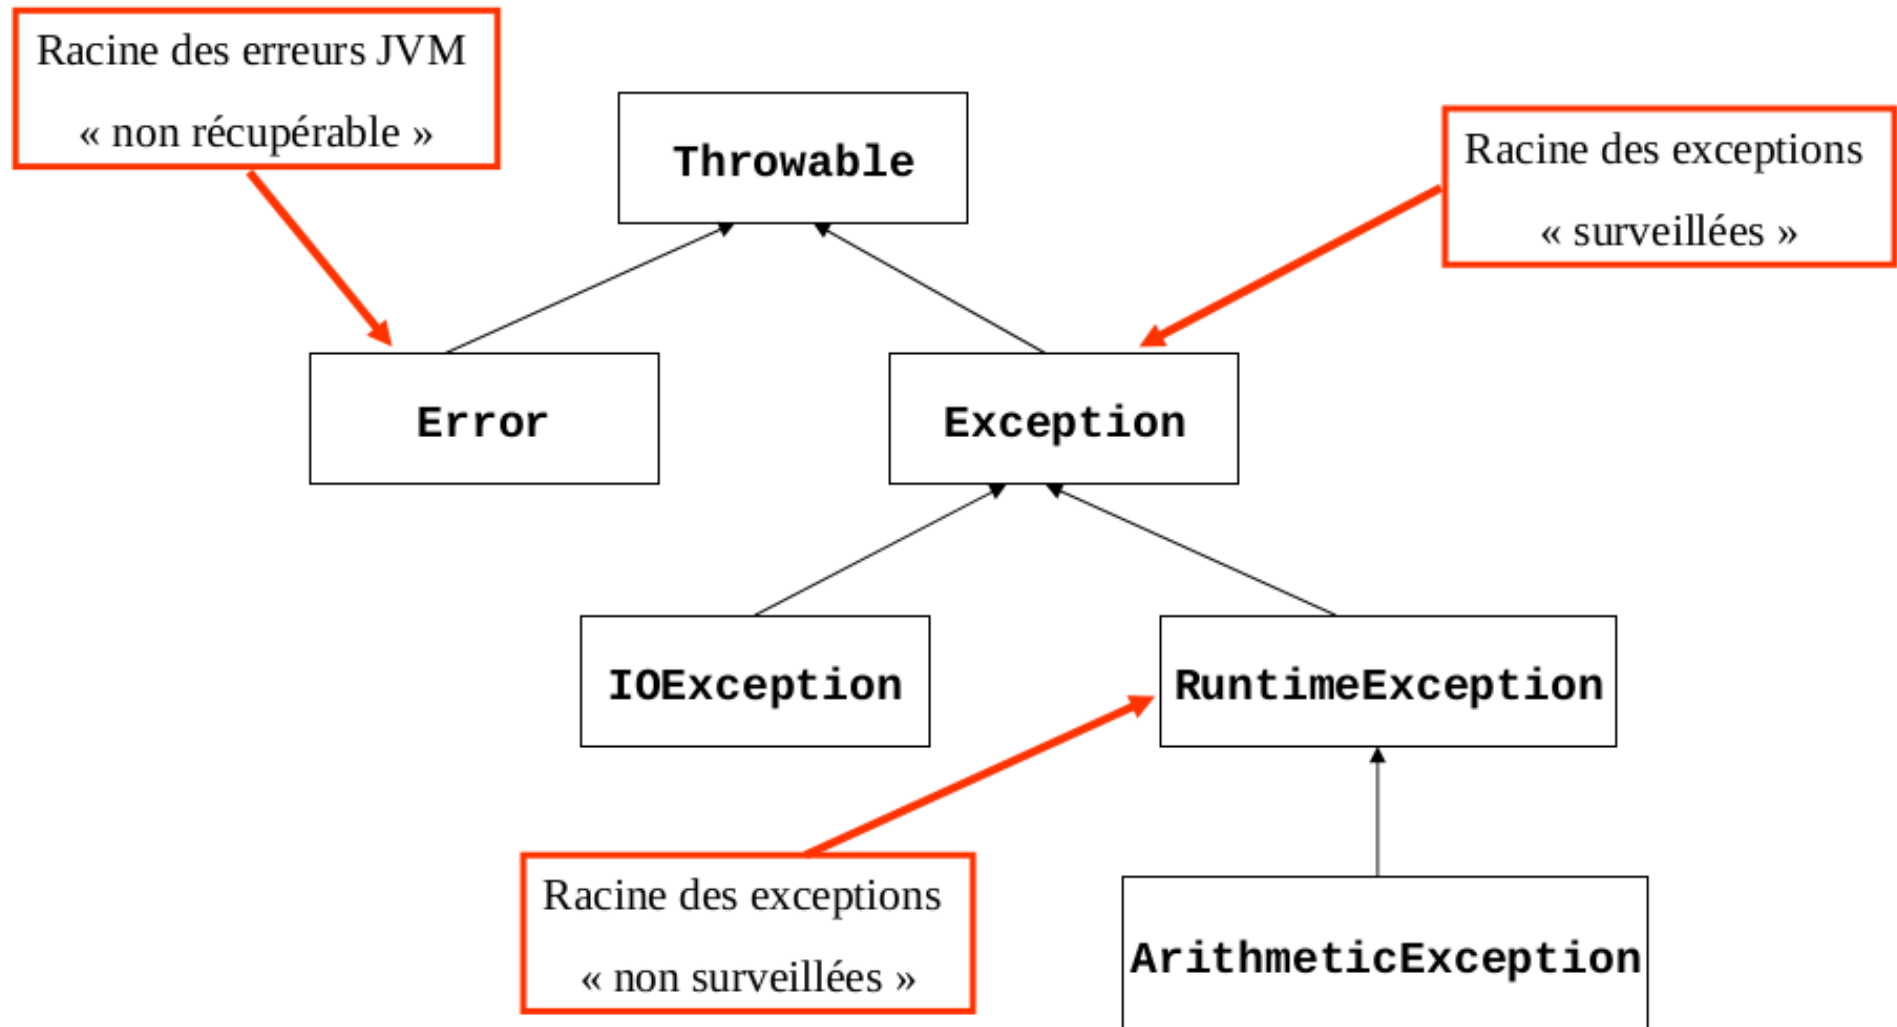 Racine des erreurs JVM
« non récupérable »
Throwable
Racine des exceptions
« surveillées »
Error
Exception
IOException
RuntimeException
Racine des exceptions
« non surveillées »
ArithmeticException